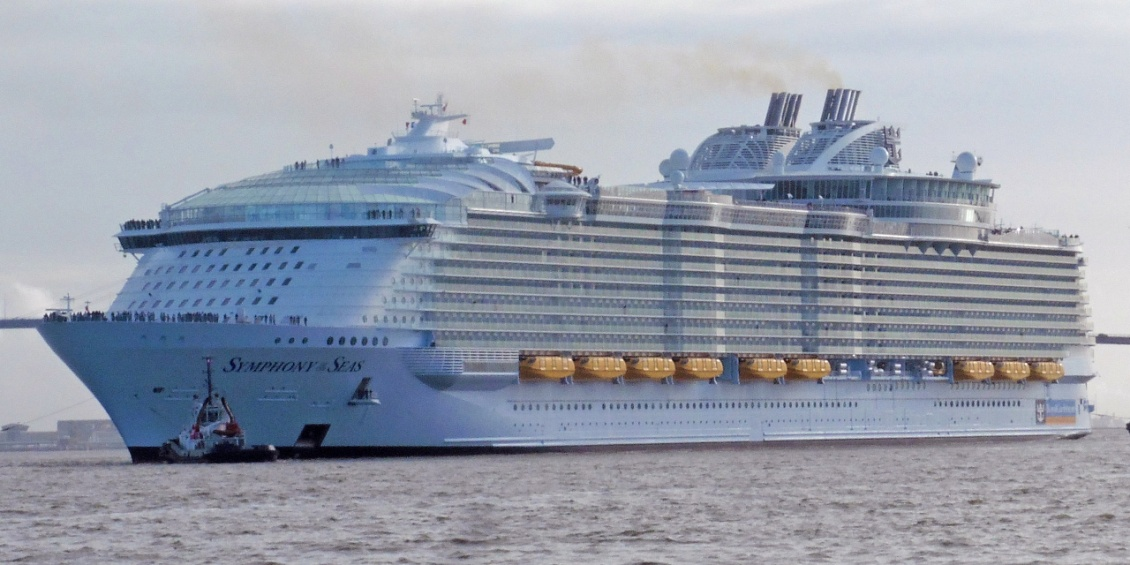 SYMPHONY OF THE SEAS